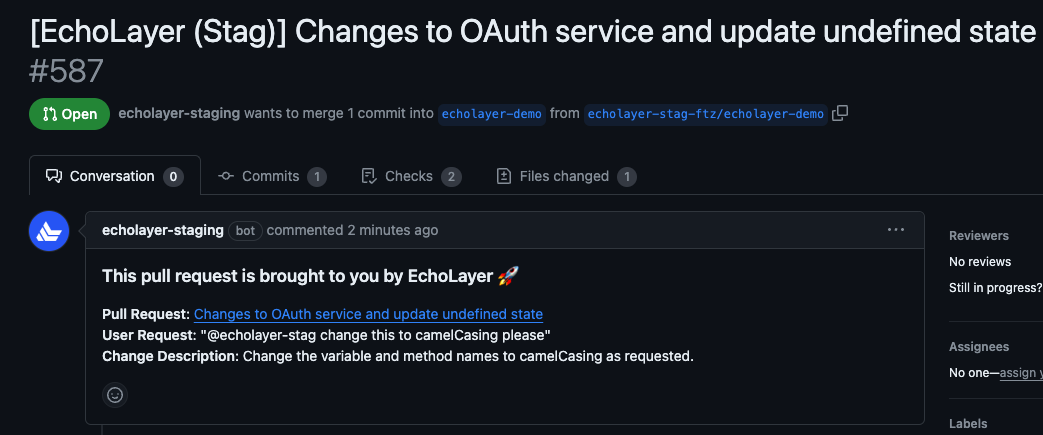 [EchoLayer (Stag)] Changes to OAuth service and update undefined state
#587
Open echolayer-staging wants to merge 1 commit into echolayer-demo from echolayer-stag-ftz/echolayer-demo
Conversation 0 Commits 1 Checks 2 Files changed 1
echolayer-staging bot commented 2 minutes ago
This pull request is brought to you by EchoLayer 🚀
Pull Request: Changes to OAuth service and update undefined state
User Request: "@echolayer-stag change this to camelCasing please"
Change Description: Change the variable and method names to camelCasing as requested.
Reviewers
No reviews
Still in progress?
Assignees
No one—assign y
Labels